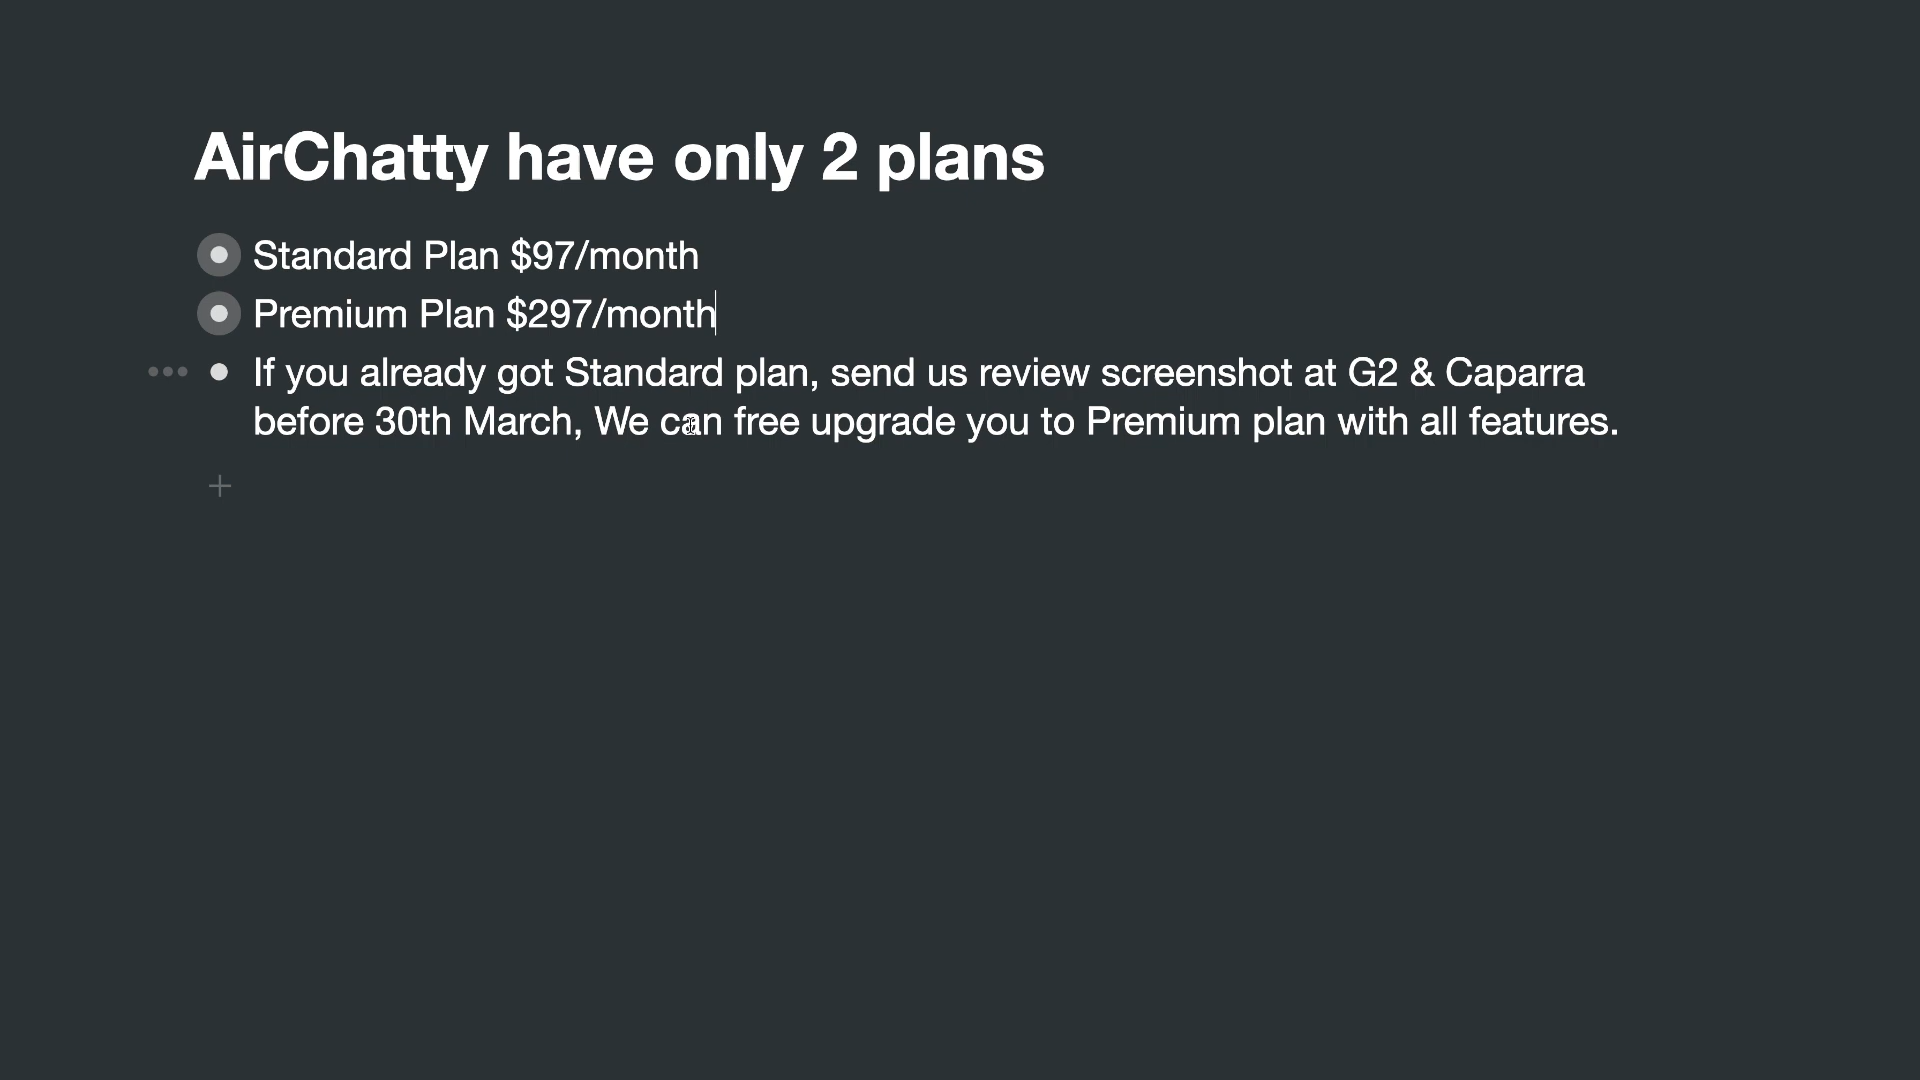 AirChatty have only 2 plans
Standard Plan $97/month
Premium Plan $297/month
If you already got Standard plan, send us review screenshot at G2 & Caparra
before 30th March, We can free upgrade you to Premium plan with all features.